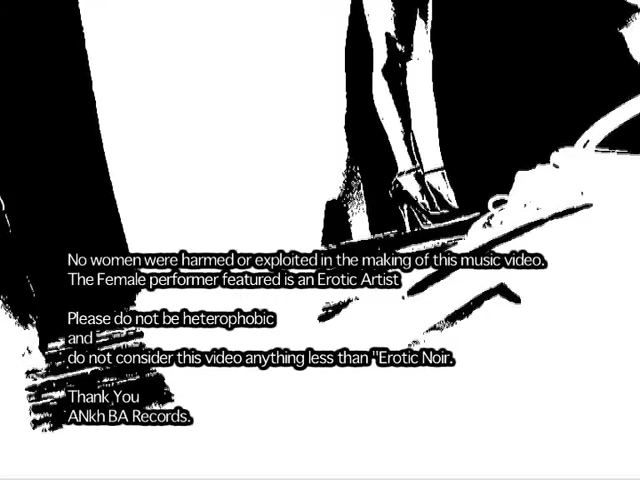 No women were harmed or exploited in the making of this music video.
The Female performer featured is an Erotic Artist
Please do not be heterophobic
and
do not consider this video anything less than "Erotic Noir.
Thank You
ANkh BA Records.